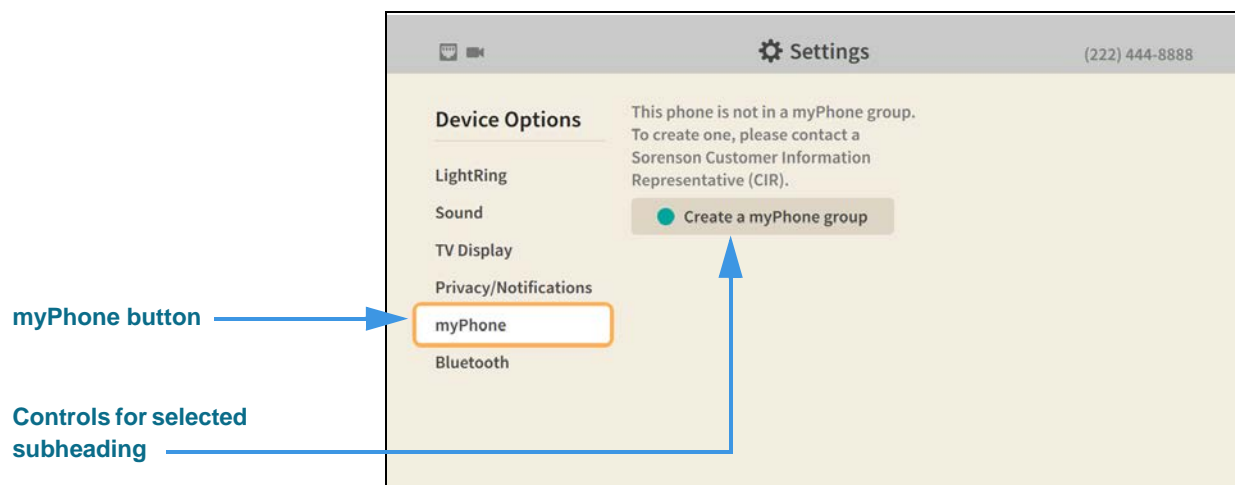 Settings
(222) 444-8888
Device Options
LightRing
Sound
TV Display
Privacy/Notifications
myPhone
Bluetooth
This phone is not in a myPhone group.
To create one, please contact a
Sorenson Customer Information
Representative (CIR).
Create a myPhone group
myPhone button
Controls for selected
subheading